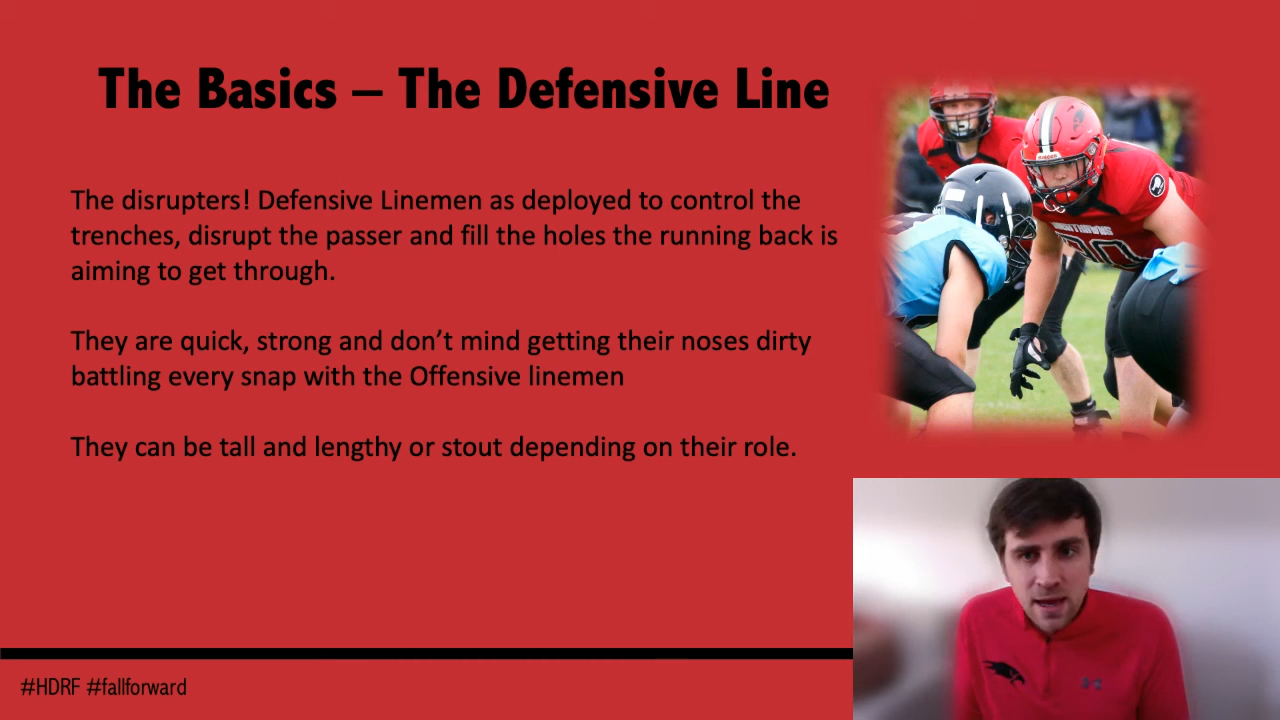 The Basics – The Defensive Line
The disrupters! Defensive Linemen as deployed to control the
trenches, disrupt the passer and fill the holes the running back is
aiming to get through.
They are quick, strong and don’t mind getting their noses dirty
battling every snap with the Offensive linemen
They can be tall and lengthy or stout depending on their role.
#HDRF #fallforward